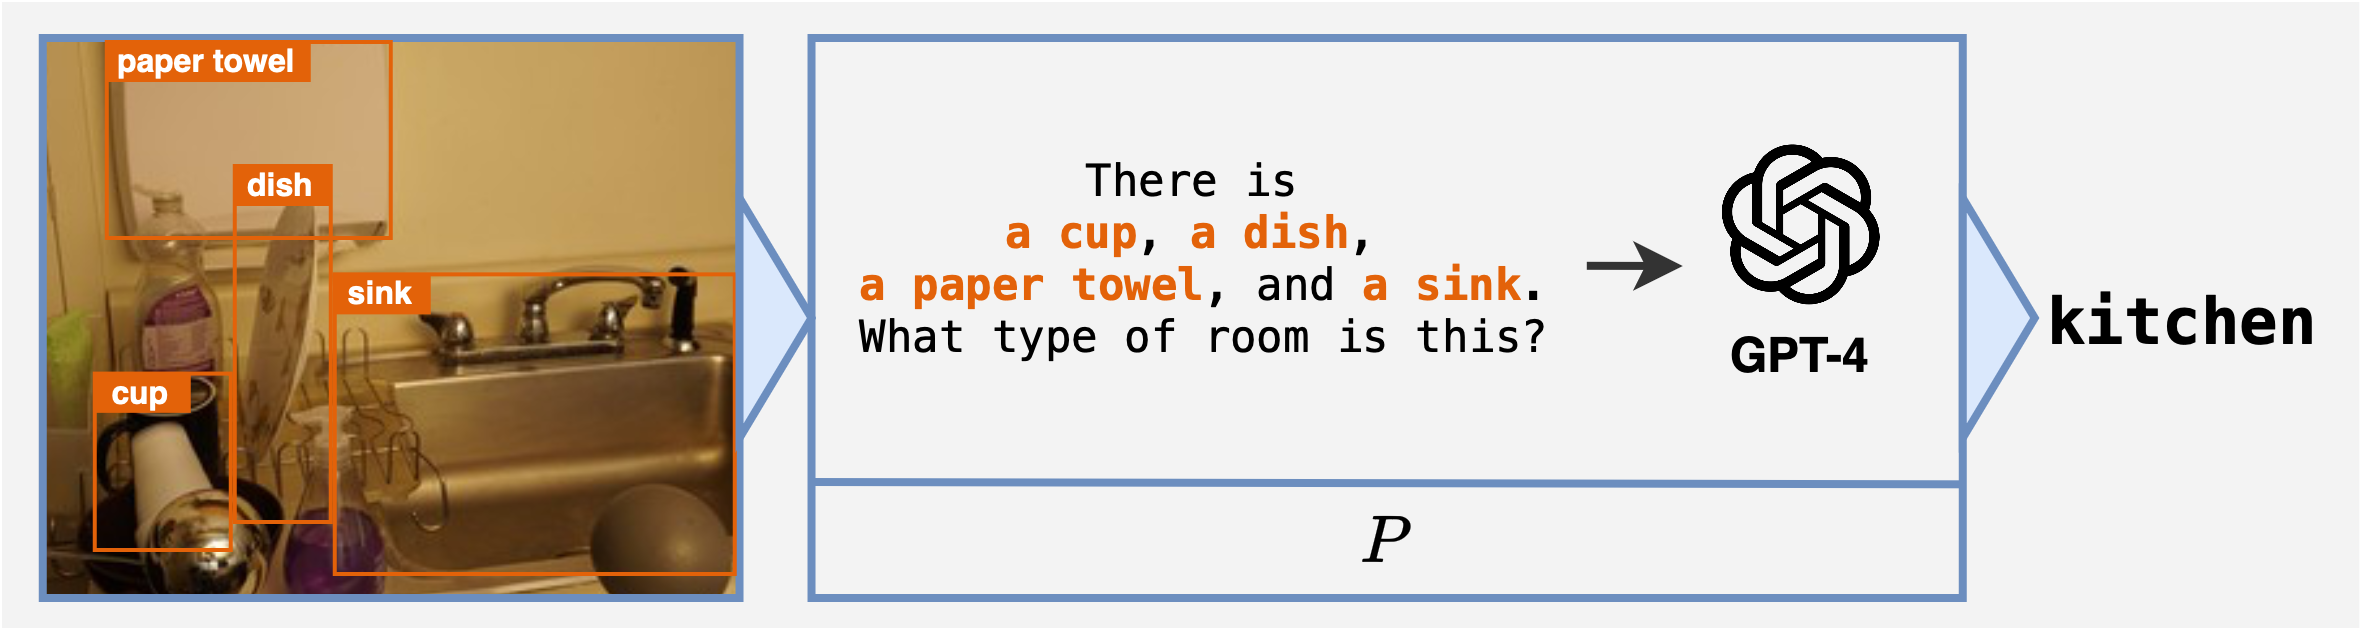 paper towel
dish
sink
cup
There is
a cup, a dish,
a paper towel, and a sink.
What type of room is this?
GPT-4
P
kitchen